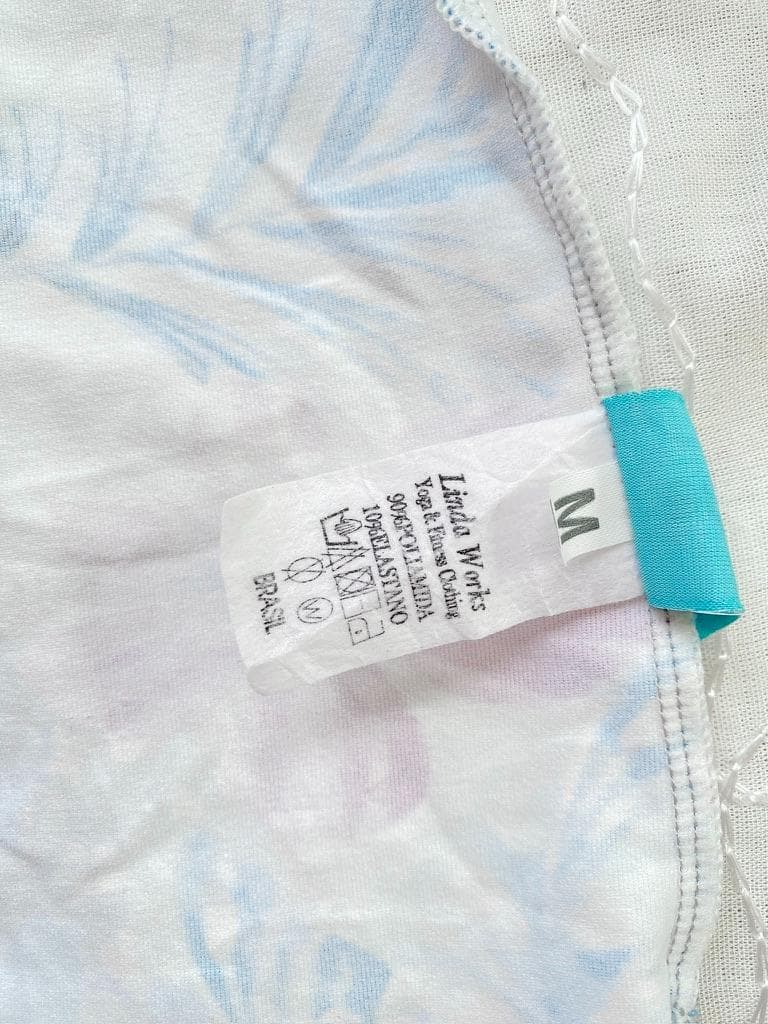 M
Linda Works
Yoga & Fitness Clothing
90%POLIAMIDA
10%ELASTANO
W
BRASIL